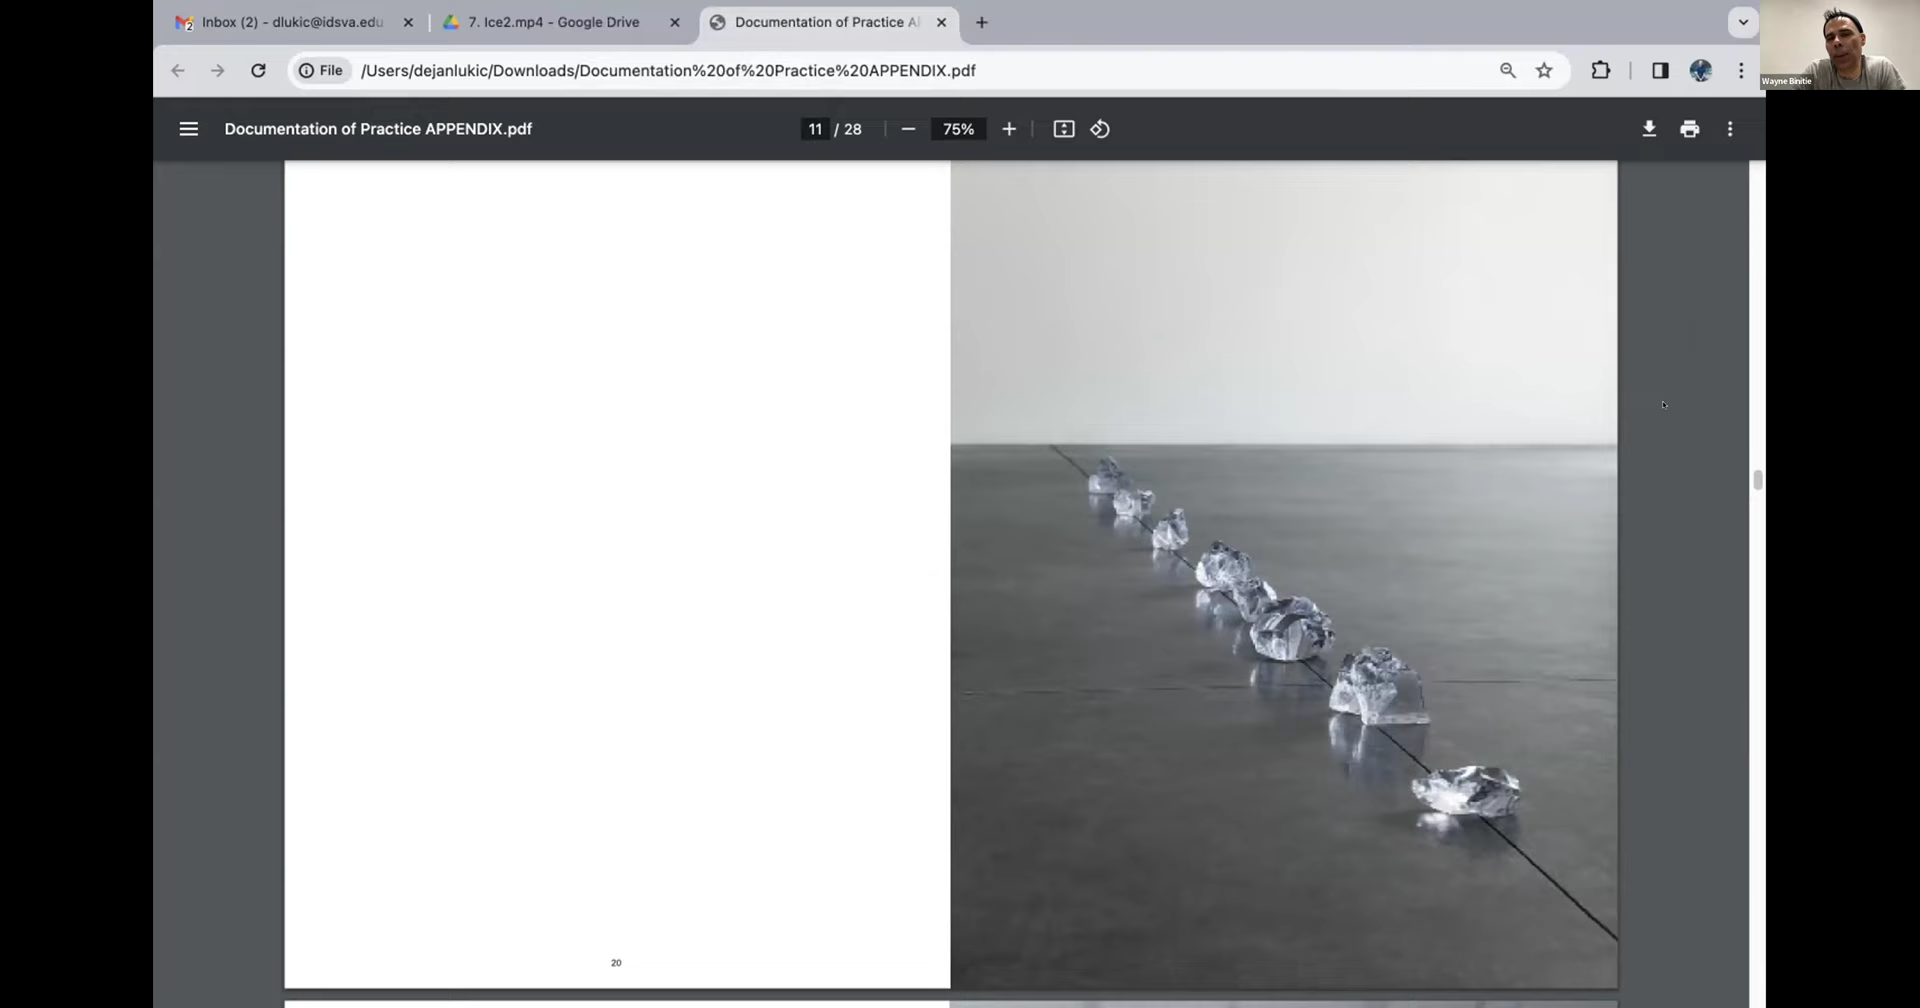 Inbox (2) - dlukic@idsva.edu
7. Ice2.mp4 - Google Drive
Documentation of Practice A
File
/Users/dejanlukic/Downloads/Documentation%20of%20Practice%20APPENDIX.pdf
Wayne Binitie
Documentation of Practice APPENDIX.pdf
11 / 28
75%
20